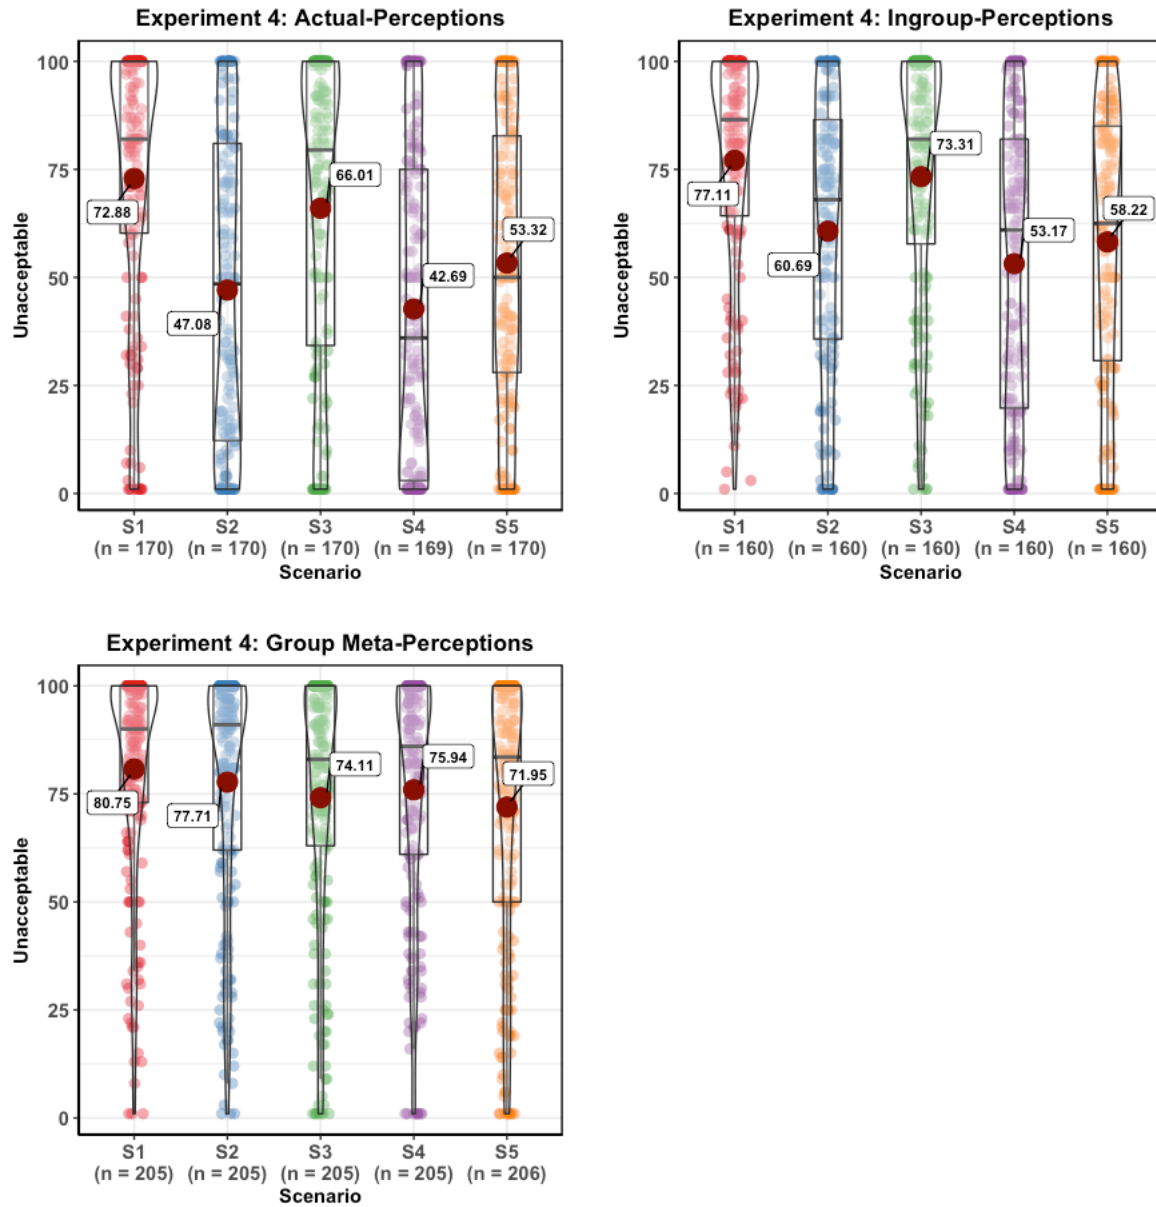 Experiment 4: Actual-Perceptions
Unacceptable
100
75
50
25
0
72.88
47.08
66.01
42.69
53.32
S1 S2 S3 S4 S5
(n = 170) (n = 170) (n = 170) (n = 169) (n = 170)
Scenario
Experiment 4: Ingroup-Perceptions
Unacceptable
100
75
50
25
0
77.11
60.69
73.31
53.17
58.22
S1 S2 S3 S4 S5
(n = 160) (n = 160) (n = 160) (n = 160) (n = 160)
Scenario
Experiment 4: Group Meta-Perceptions
Unacceptable
100
75
50
25
0
80.75
77.71
74.11
75.94
71.95
S1 S2 S3 S4 S5
(n = 205) (n = 205) (n = 205) (n = 205) (n = 206)
Scenario